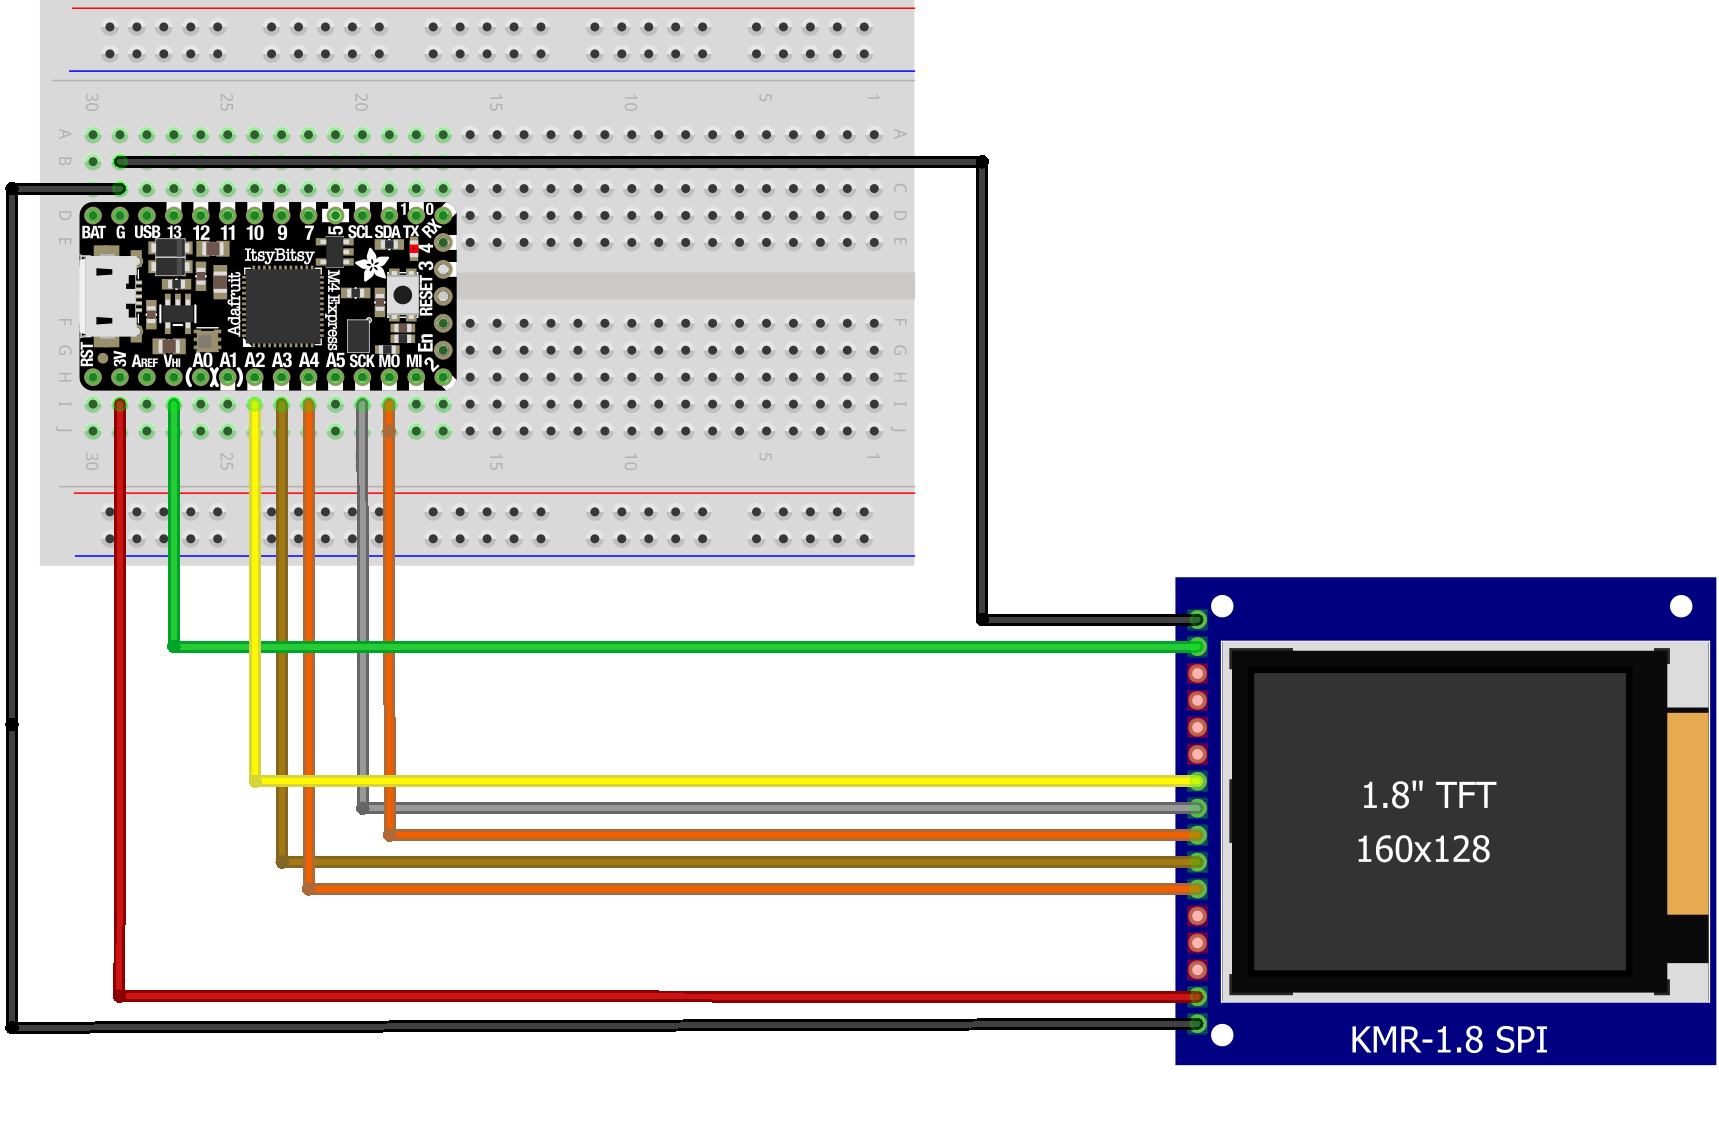 30 25 20 15 10 5 1
A A
B B
C C
D D
E E
BAT G USB 13 12 11 10 9 7 5 SCL SDA TX 1 0 RX
ItsyBitsy
Adafruit
M4 Express
4
3
RESET
En
2
RST 3V AREF VHI A0 A1 A2 A3 A4 A5 SCK MO MI
F F
G G
H H
I I
J J
30 25 15 10 5 1
1.8" TFT
160x128
KMR-1.8 SPI